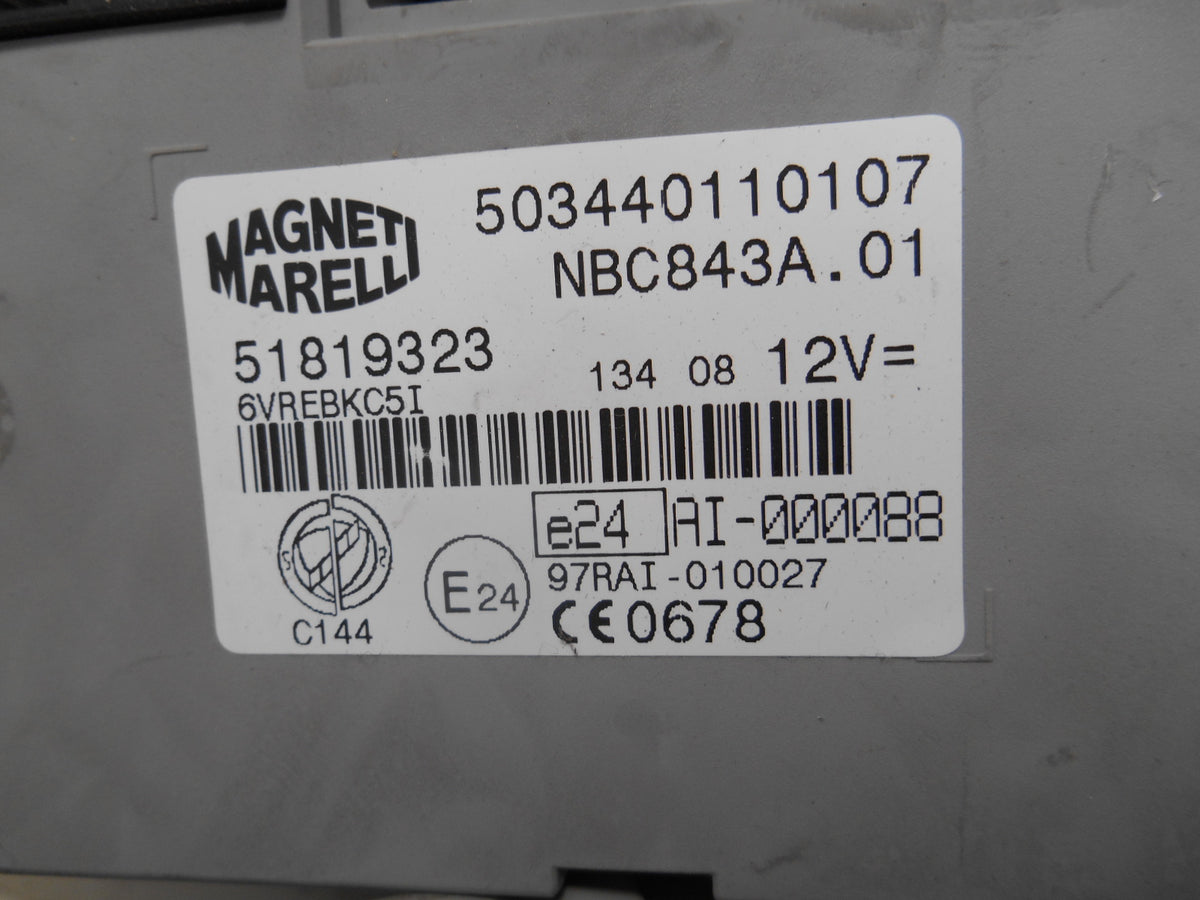 MAGNETI
MARELLI
503440110107
NBC843A.01
51819323
134 08 12V=
6VREBKC5I
e24 AI-000088
97RAI-010027
C144
E24
CE0678